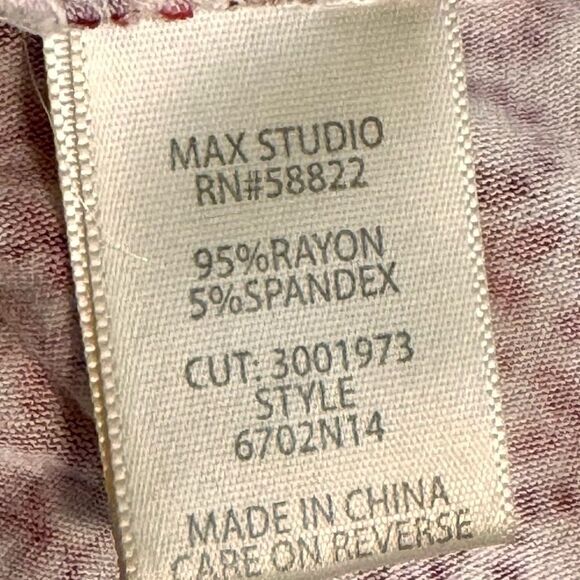 MAX STUDIO
RN#58822
95%RAYON
5%SPANDEX
CUT: 3001973
STYLE
6702N14
MADE IN CHINA
CARE ON REVERSE